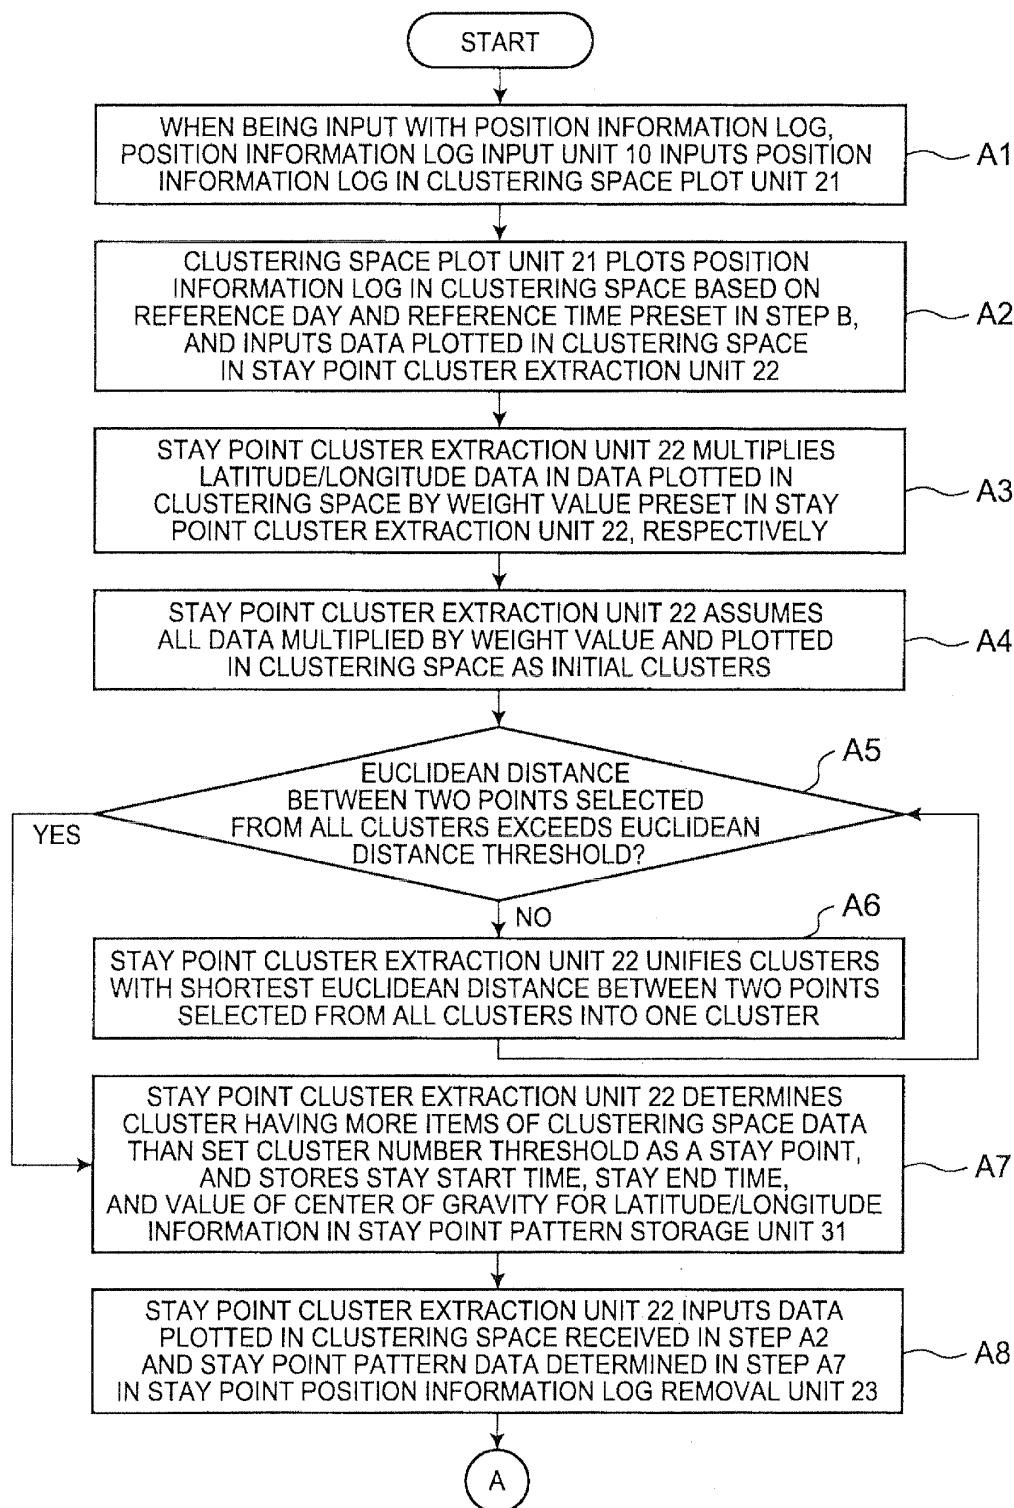 START
WHEN BEING INPUT WITH POSITION INFORMATION LOG,
POSITION INFORMATION LOG INPUT UNIT 10 INPUTS POSITION
INFORMATION LOG IN CLUSTERING SPACE PLOT UNIT 21
A1
CLUSTERING SPACE PLOT UNIT 21 PLOTS POSITION
INFORMATION LOG IN CLUSTERING SPACE BASED ON
REFERENCE DAY AND REFERENCE TIME PRESET IN STEP B,
AND INPUTS DATA PLOTTED IN CLUSTERING SPACE
IN STAY POINT CLUSTER EXTRACTION UNIT 22
A2
STAY POINT CLUSTER EXTRACTION UNIT 22 MULTIPLIES
LATITUDE/LONGITUDE DATA IN DATA PLOTTED IN
CLUSTERING SPACE BY WEIGHT VALUE PRESET IN STAY
POINT CLUSTER EXTRACTION UNIT 22, RESPECTIVELY
A3
STAY POINT CLUSTER EXTRACTION UNIT 22 ASSUMES
ALL DATA MULTIPLIED BY WEIGHT VALUE AND PLOTTED
IN CLUSTERING SPACE AS INITIAL CLUSTERS
A4
EUCLIDEAN DISTANCE
BETWEEN TWO POINTS SELECTED
FROM ALL CLUSTERS EXCEEDS EUCLIDEAN
DISTANCE THRESHOLD?
A5
YES
NO
STAY POINT CLUSTER EXTRACTION UNIT 22 UNIFIES CLUSTERS
WITH SHORTEST EUCLIDEAN DISTANCE BETWEEN TWO POINTS
SELECTED FROM ALL CLUSTERS INTO ONE CLUSTER
A6
STAY POINT CLUSTER EXTRACTION UNIT 22 DETERMINES
CLUSTER HAVING MORE ITEMS OF CLUSTERING SPACE DATA
THAN SET CLUSTER NUMBER THRESHOLD AS A STAY POINT,
AND STORES STAY START TIME, STAY END TIME,
AND VALUE OF CENTER OF GRAVITY FOR LATITUDE/LONGITUDE
INFORMATION IN STAY POINT PATTERN STORAGE UNIT 31
A7
STAY POINT CLUSTER EXTRACTION UNIT 22 INPUTS DATA
PLOTTED IN CLUSTERING SPACE RECEIVED IN STEP A2
AND STAY POINT PATTERN DATA DETERMINED IN STEP A7
IN STAY POINT POSITION INFORMATION LOG REMOVAL UNIT 23
A8
A